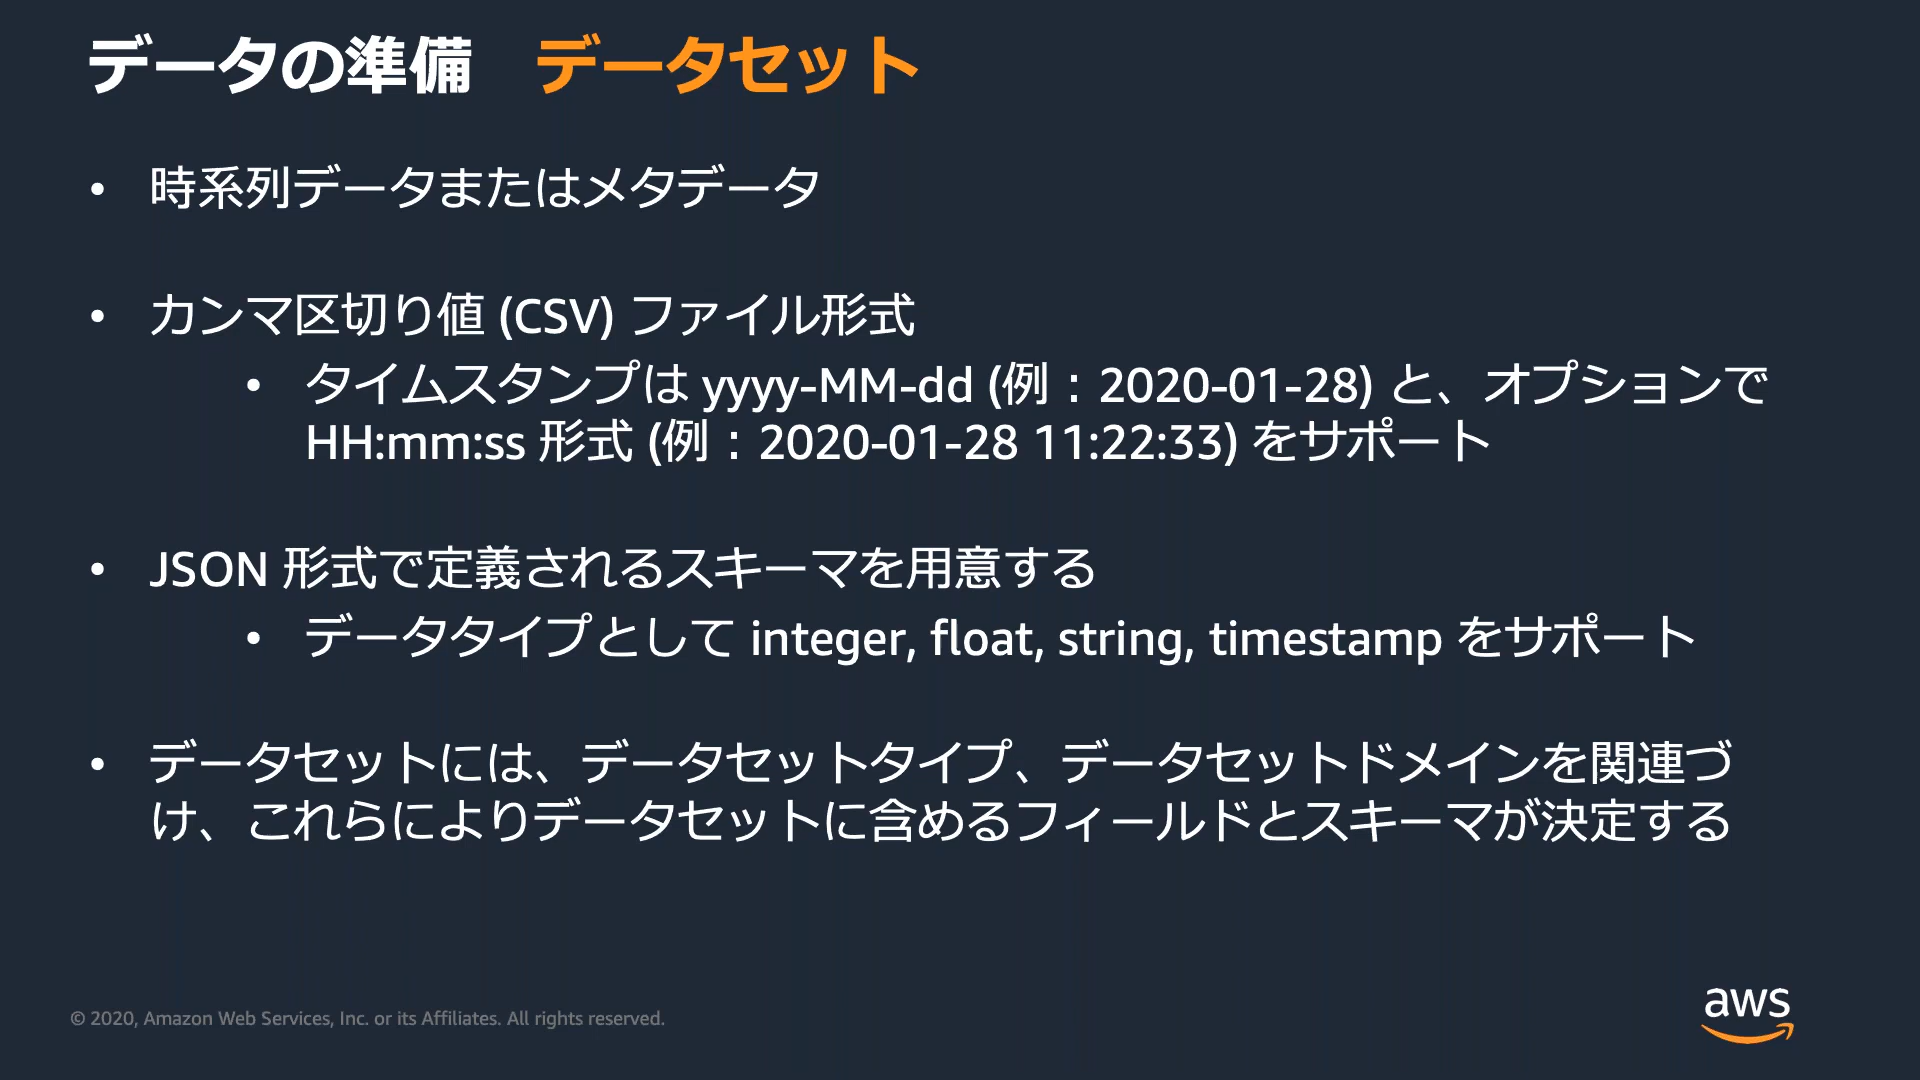 データの準備　データセット
• 時系列データまたはメタデータ
• カンマ区切り値 (CSV) ファイル形式
• タイムスタンプは yyyy-MM-dd (例：2020-01-28) と、オプションで
HH:mm:ss 形式 (例：2020-01-28 11:22:33) をサポート
• JSON 形式で定義されるスキーマを用意する
• データタイプとして integer, float, string, timestamp をサポート
• データセットには、データセットタイプ、データセットドメインを関連づ
け、これらによりデータセットに含めるフィールドとスキーマが決定する
© 2020, Amazon Web Services, Inc. or its Affiliates. All rights reserved.
aws